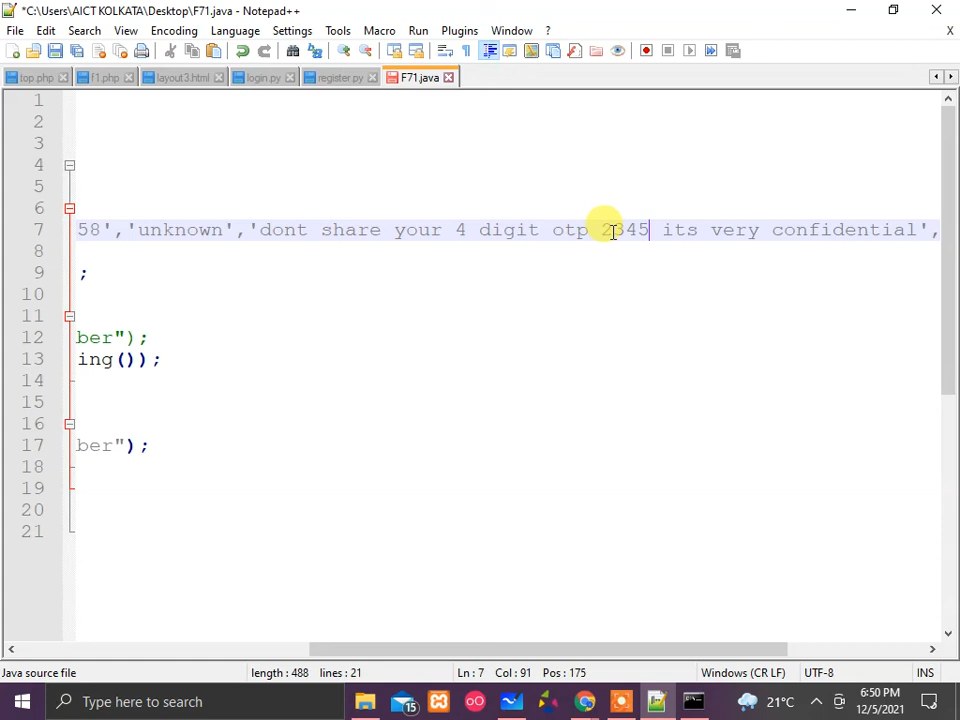 *C:\Users\AICT KOLKATA\Desktop\F71.java - Notepad++
File Edit Search View Encoding Language Settings Tools Macro Run Plugins Window ? X
top.php f1.php layout3.html login.py register.py F71.java
1
2
3
4
5
6
7 58','unknown','dont share your 4 digit otp 2345 its very confidential',
8
9 ;
10
11
12 ber");
13 ing());
14
15
16
17 ber");
18
19
20
21
Java source file length : 488 lines : 21 Ln : 7 Col : 91 Pos : 175 Windows (CR LF) UTF-8 INS
Type here to search 15 21°C 6:50 PM
12/5/2021